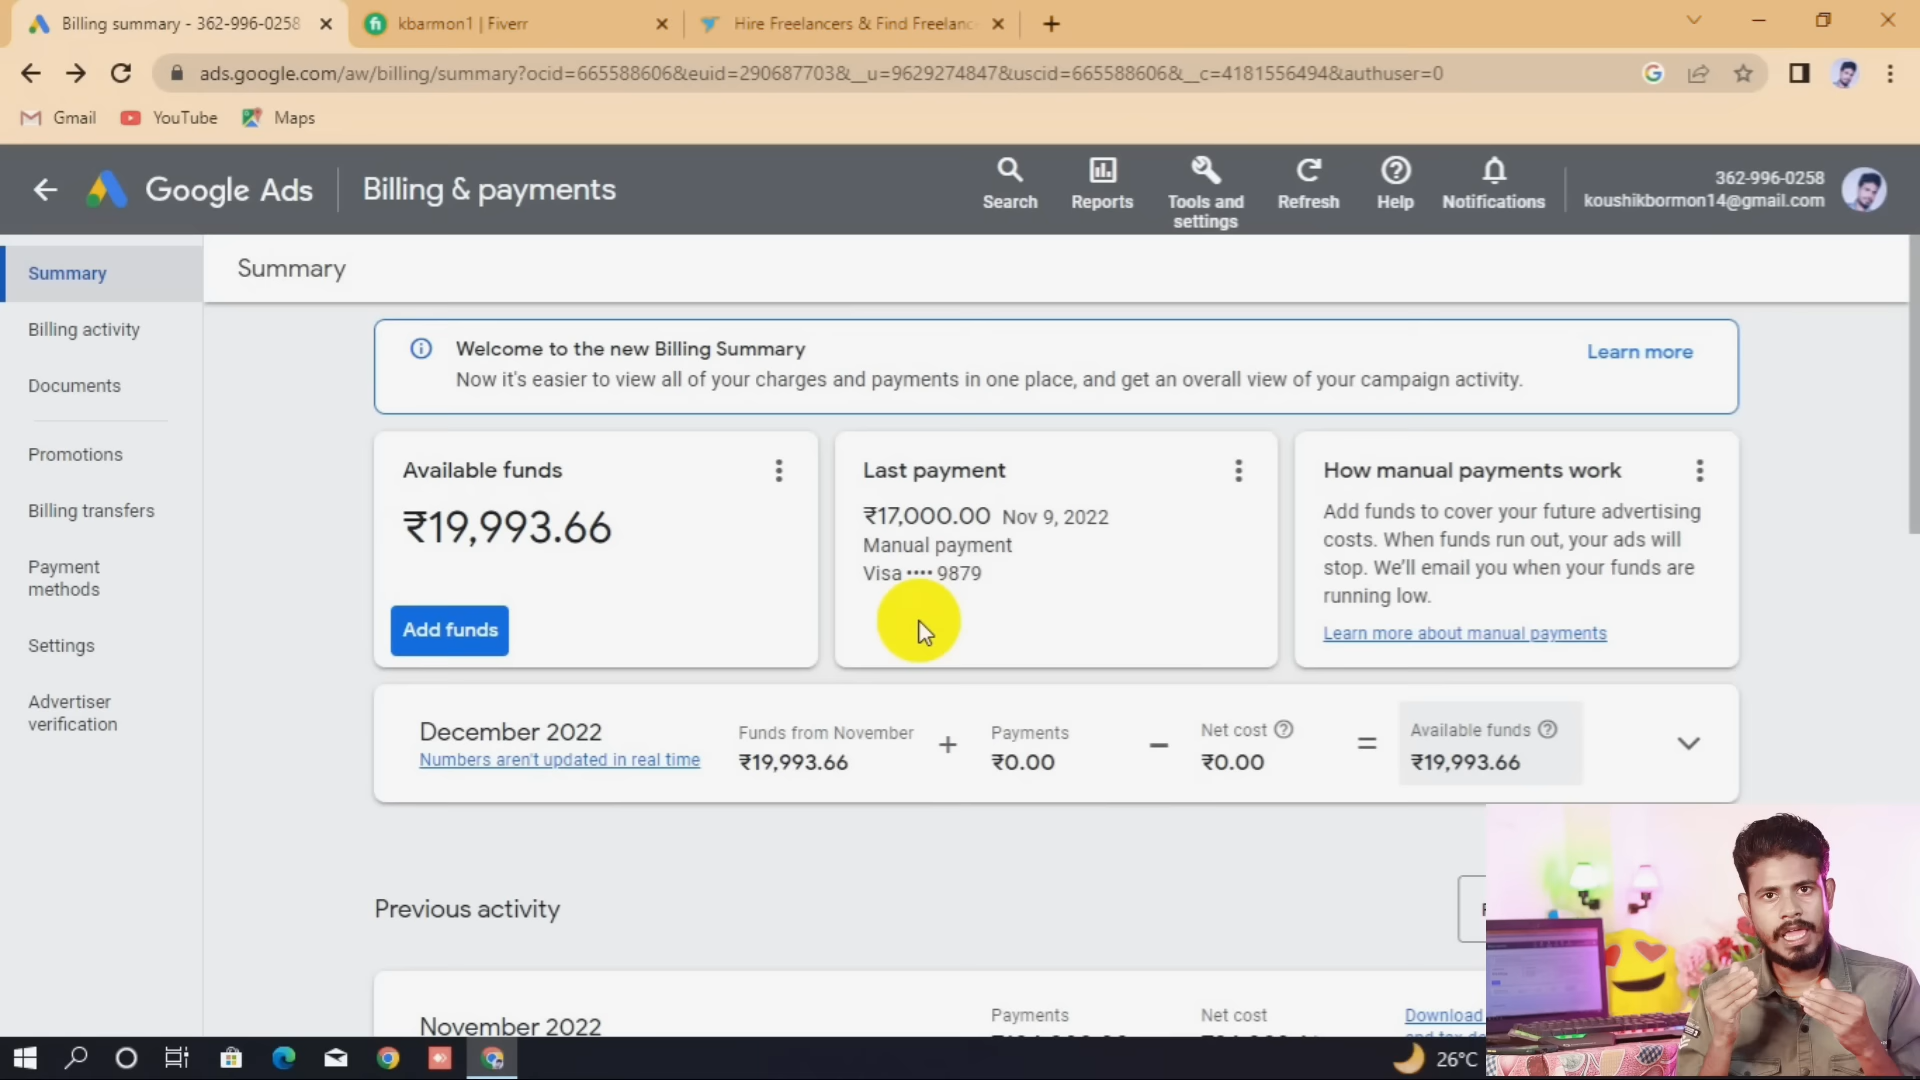 Billing summary - 362-996-0258
kbarmon1 | Fiverr
Hire Freelancers & Find Freelanc
ads.google.com/aw/billing/summary?ocid=665588606&euid=290687703&__u=9629274847&uscid=665588606&__c=4181556494&authuser=0
Gmail
YouTube
Maps
Google Ads
Billing & payments
Search
Reports
Tools and
settings
Refresh
Help
Notifications
362-996-0258
koushikbormon14@gmail.com
Summary
Billing activity
Documents
Promotions
Billing transfers
Payment
methods
Settings
Advertiser
verification
Summary
Welcome to the new Billing Summary
Now it's easier to view all of your charges and payments in one place, and get an overall view of your campaign activity.
Learn more
Available funds
₹19,993.66
Add funds
Last payment
₹17,000.00 Nov 9, 2022
Manual payment
Visa •••• 9879
How manual payments work
Add funds to cover your future advertising
costs. When funds run out, your ads will
stop. We'll email you when your funds are
running low.
Learn more about manual payments
December 2022
Numbers aren't updated in real time
Funds from November
₹19,993.66
+
Payments
₹0.00
−
Net cost
₹0.00
=
Available funds
₹19,993.66
Previous activity
November 2022
Payments
Net cost
Download
26°C